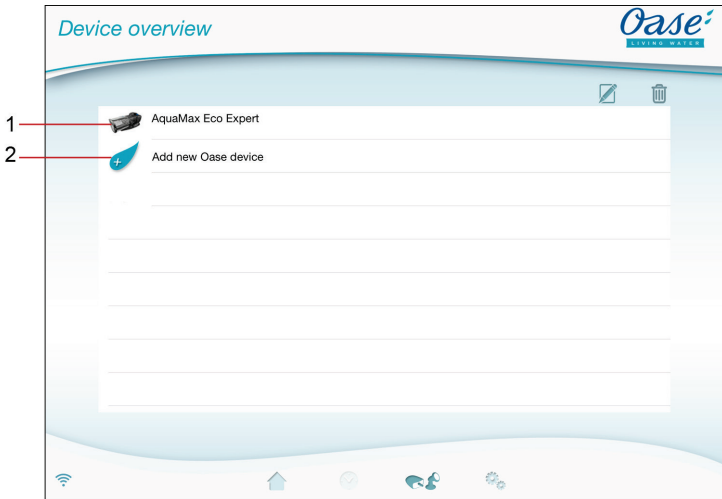 Device overview
Oase
LIVING WATER
1
AquaMax Eco Expert
2
Add new Oase device